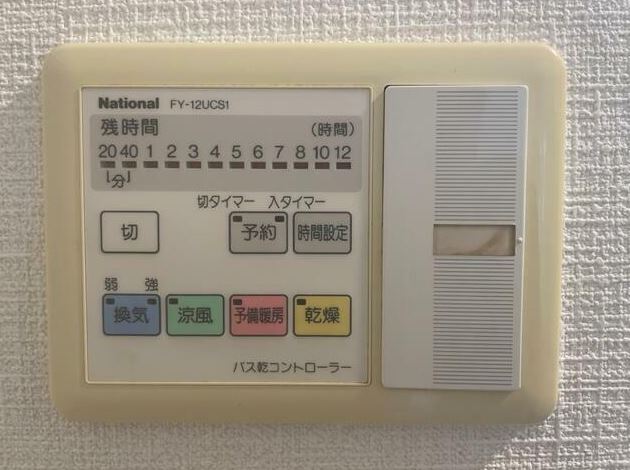 National FY-12UCS1
残時間 (時間)
20 40 1 2 3 4 5 6 7 8 10 12
分
切タイマー 入タイマー
切 予約 時間設定
弱 強
換気 涼風 予備暖房 乾燥
バス乾コントローラー